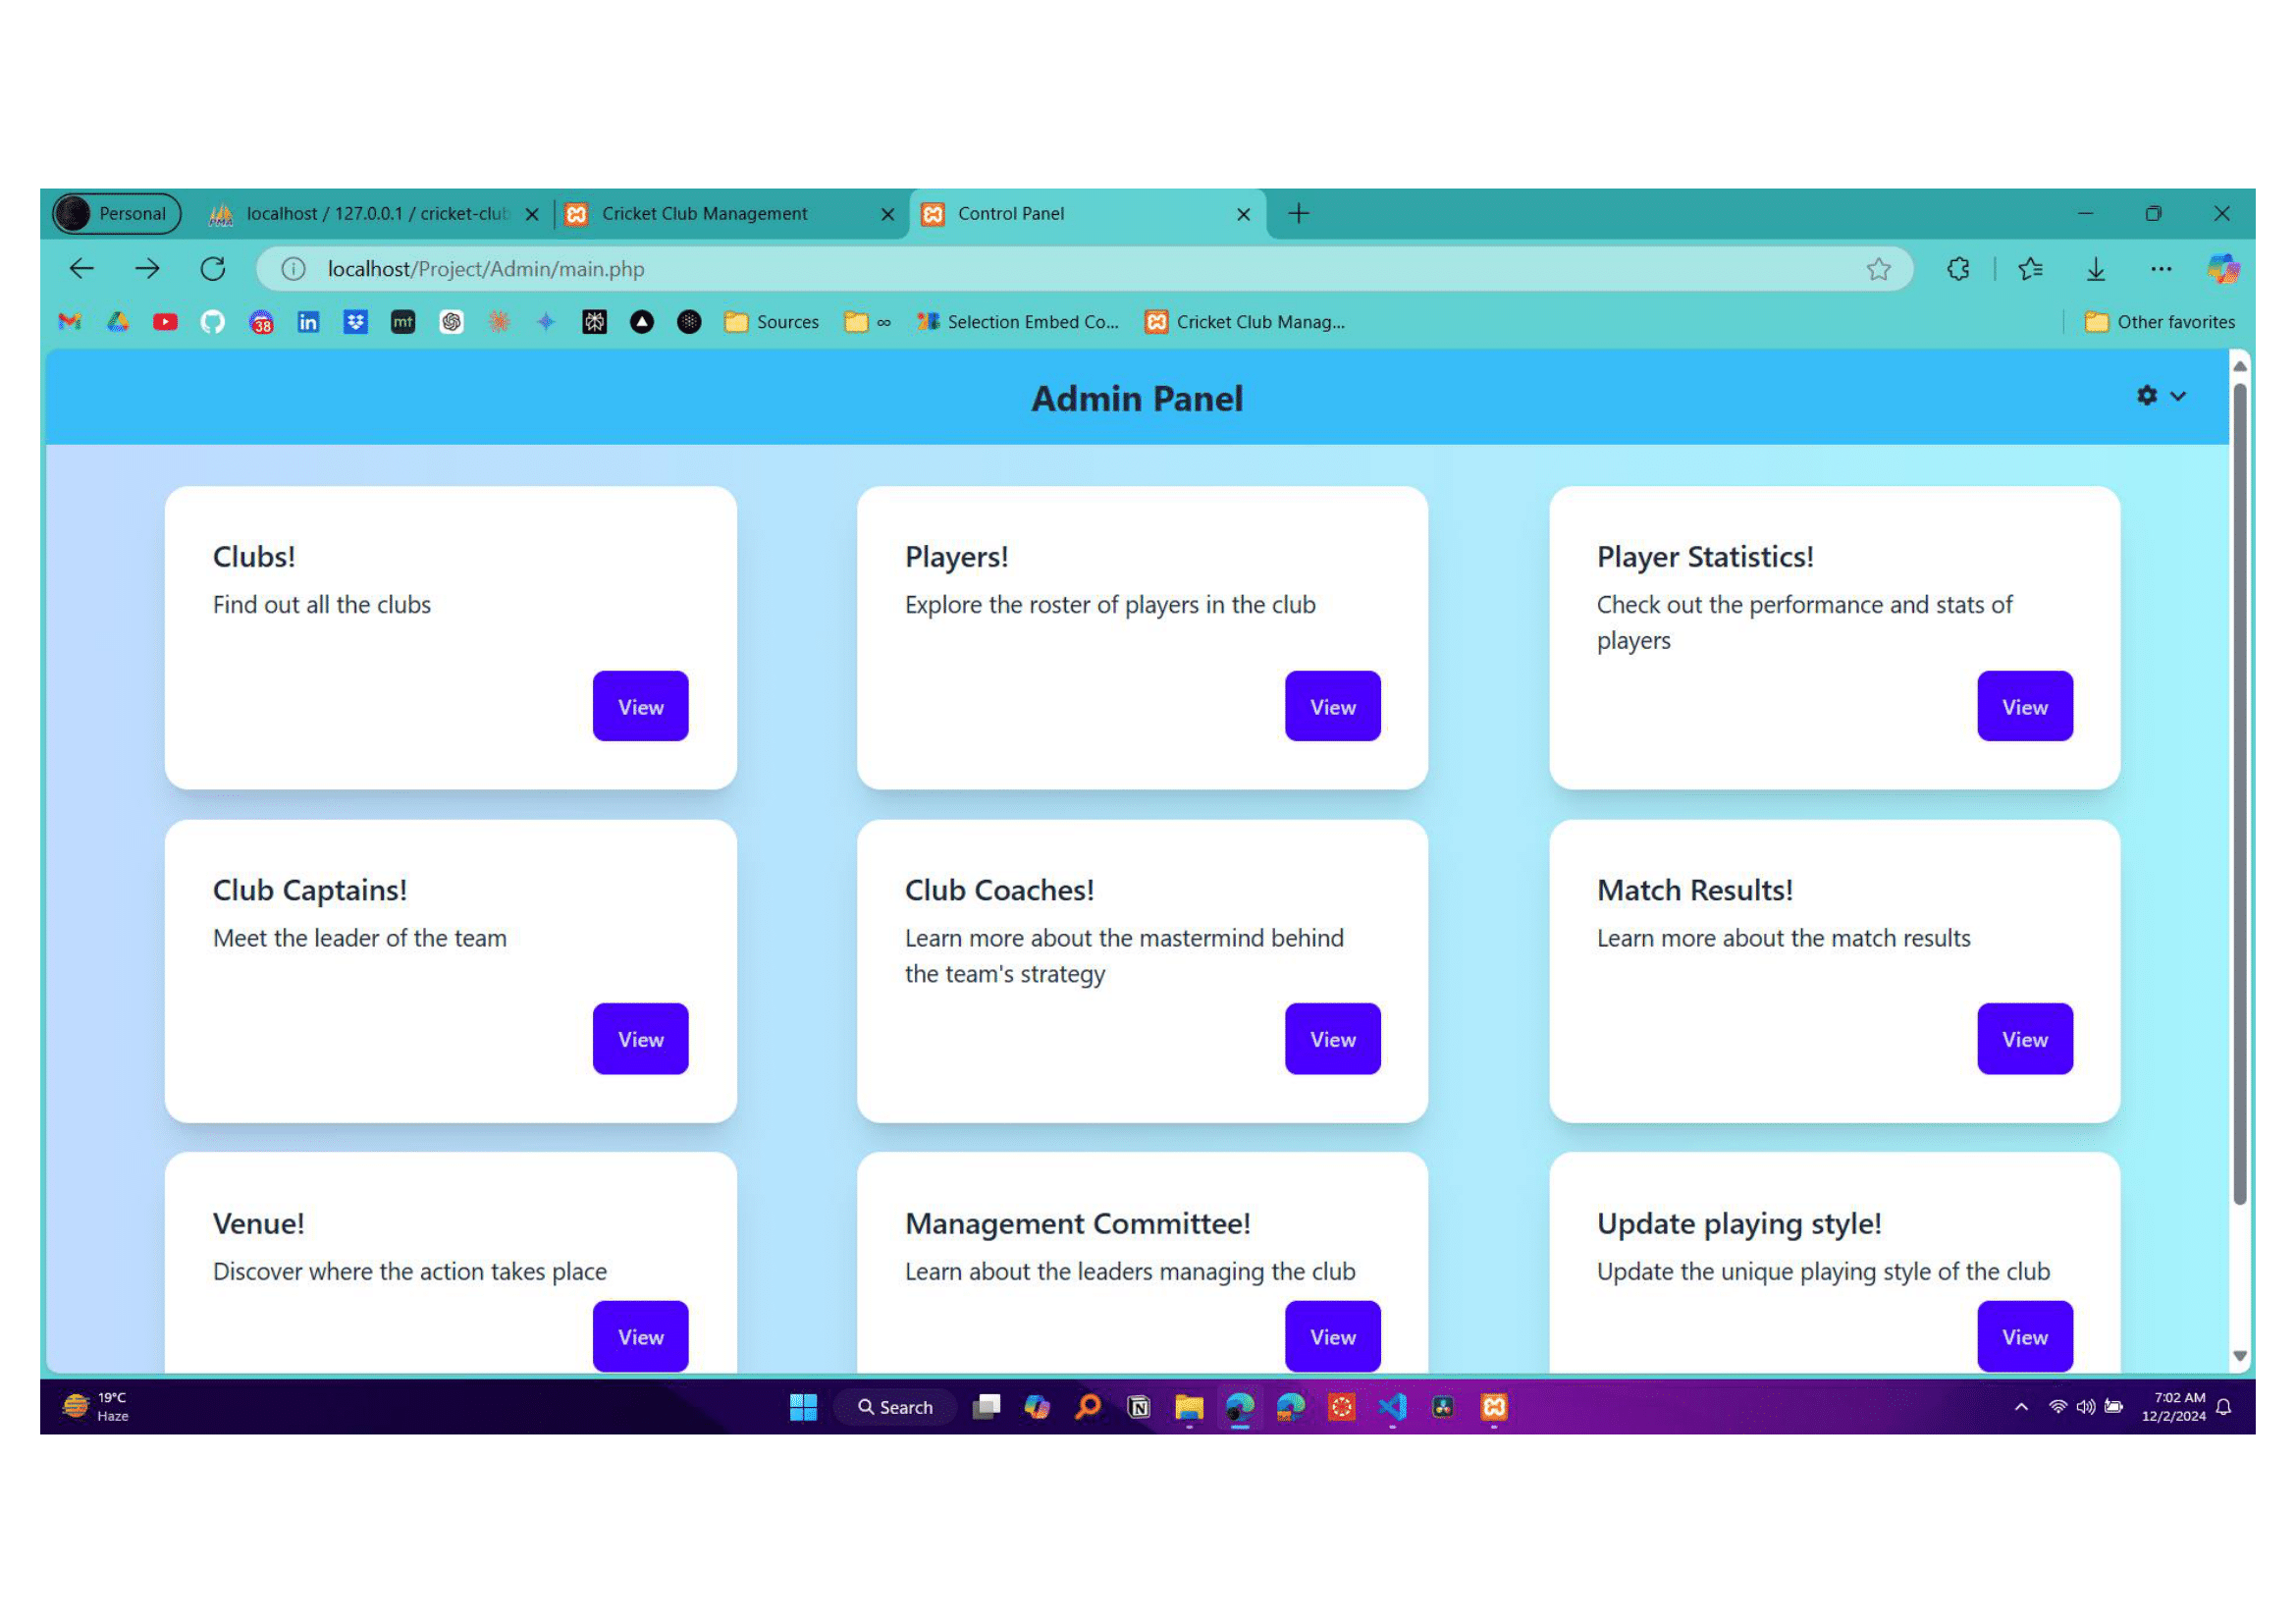 Personal
localhost / 127.0.0.1 / cricket-club
Cricket Club Management
Control Panel
localhost/Project/Admin/main.php
38
in
mt
Sources
∞
Selection Embed Co...
Cricket Club Manag...
Other favorites
Admin Panel
Clubs!
Find out all the clubs
View
Players!
Explore the roster of players in the club
View
Player Statistics!
Check out the performance and stats of
players
View
Club Captains!
Meet the leader of the team
View
Club Coaches!
Learn more about the mastermind behind
the team's strategy
View
Match Results!
Learn more about the match results
View
Venue!
Discover where the action takes place
View
Management Committee!
Learn about the leaders managing the club
View
Update playing style!
Update the unique playing style of the club
View
19°C
Haze
Search
7:02 AM
12/2/2024